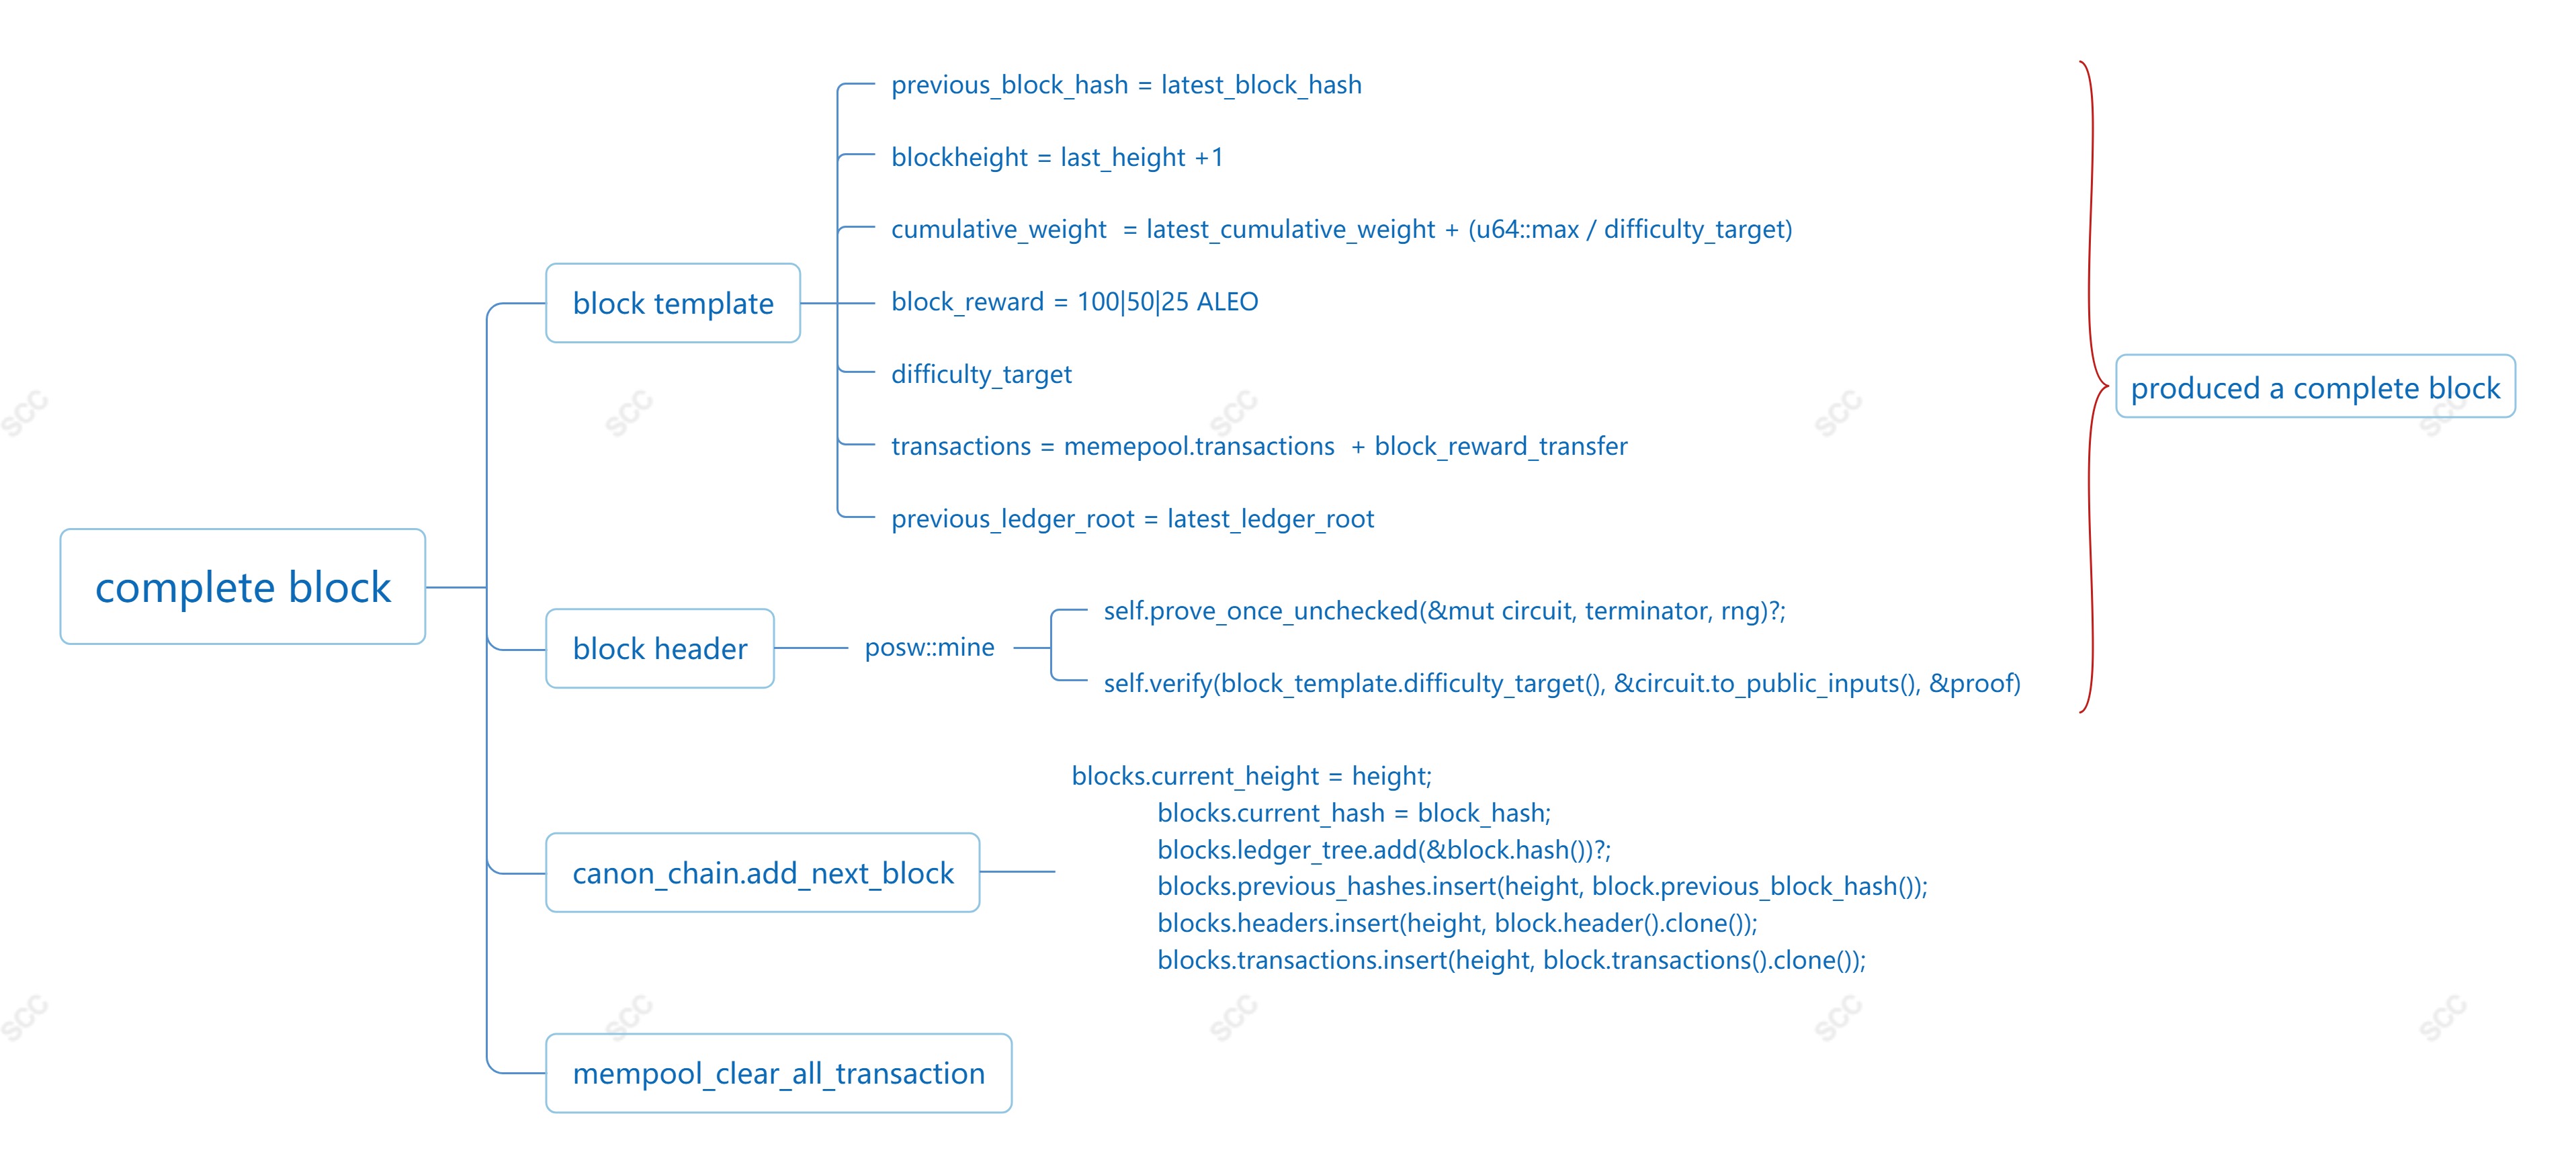 previous_block_hash = latest_block_hash
blockheight = last_height +1
cumulative_weight  = latest_cumulative_weight + (u64::max / difficulty_target)
block template
block_reward = 100|50|25 ALEO
difficulty_target
produced a complete block
transactions = memepool.transactions  + block_reward_transfer
previous_ledger_root = latest_ledger_root
complete block
block header
posw::mine
self.prove_once_unchecked(&mut circuit, terminator, rng)?;
self.verify(block_template.difficulty_target(), &circuit.to_public_inputs(), &proof)
canon_chain.add_next_block
blocks.current_height = height;
blocks.current_hash = block_hash;
blocks.ledger_tree.add(&block.hash())?;
blocks.previous_hashes.insert(height, block.previous_block_hash());
blocks.headers.insert(height, block.header().clone());
blocks.transactions.insert(height, block.transactions().clone());
mempool_clear_all_transaction
SCC
SCC
SCC
SCC
SCC
SCC
SCC
SCC
SCC
SCC